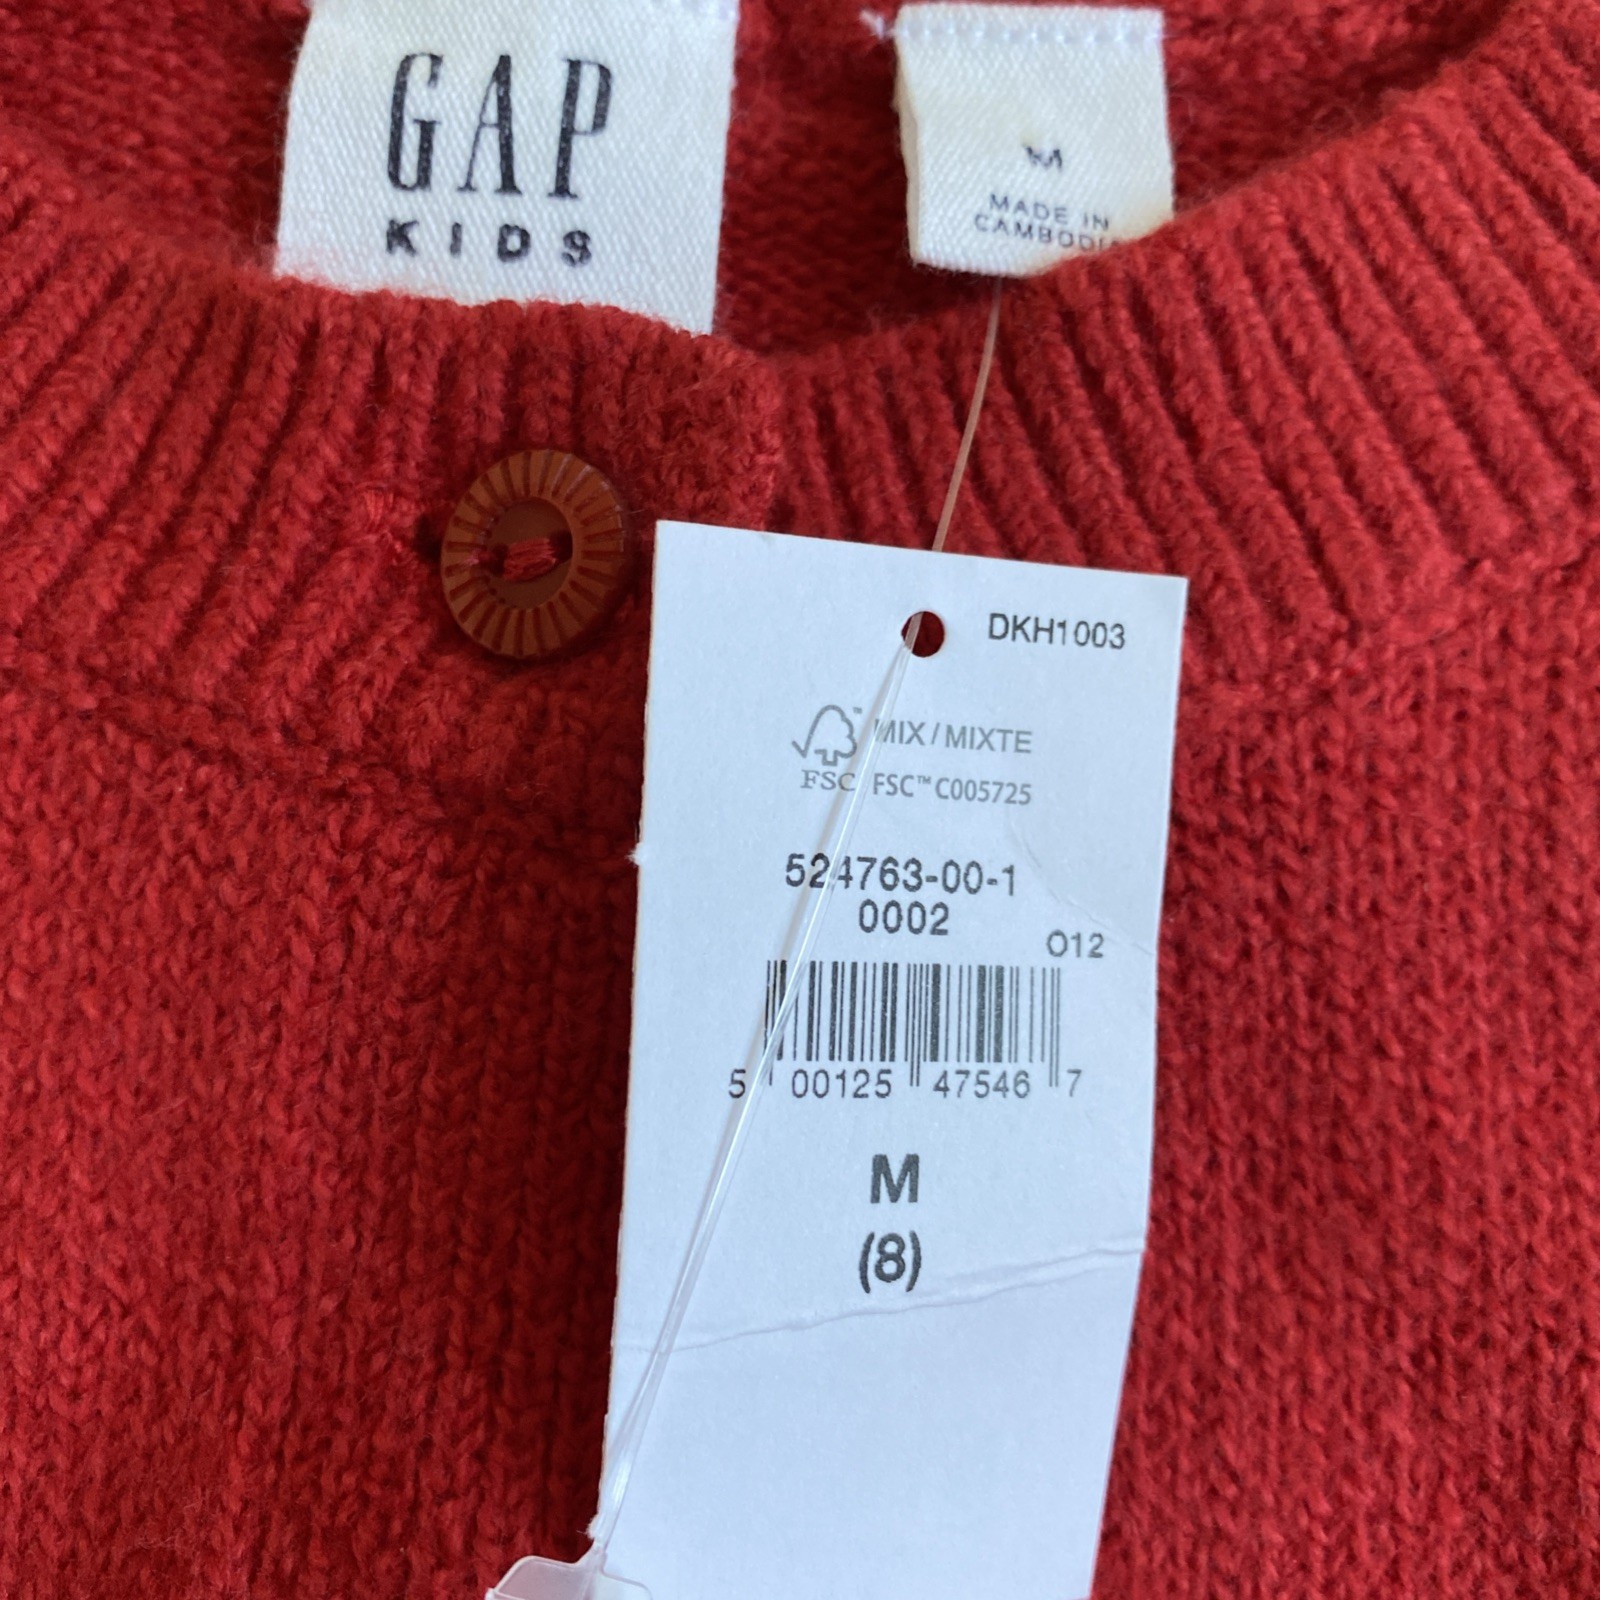 GAP
KIDS
M
MADE IN
CAMBODIA
DKH1003
MIX / MIXTE
FSC
FSC™ C005725
524763-00-1
0002
O12
5 00125 47546 7
M
(8)